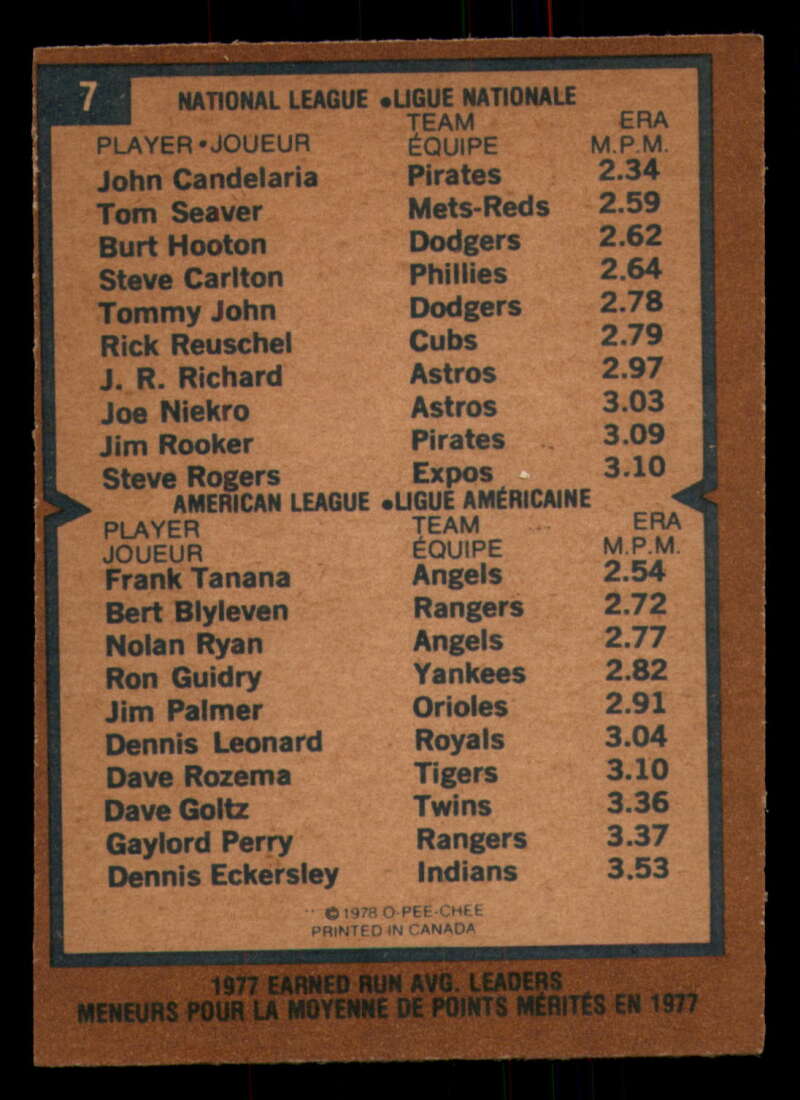 7
NATIONAL LEAGUE •LIGUE NATIONALE
PLAYER•JOUEUR TEAM ÉQUIPE ERA M.P.M.
John Candelaria Pirates 2.34
Tom Seaver Mets-Reds 2.59
Burt Hooton Dodgers 2.62
Steve Carlton Phillies 2.64
Tommy John Dodgers 2.78
Rick Reuschel Cubs 2.79
J. R. Richard Astros 2.97
Joe Niekro Astros 3.03
Jim Rooker Pirates 3.09
Steve Rogers Expos 3.10
AMERICAN LEAGUE •LIGUE AMÉRICAINE
PLAYER TEAM ERA
JOUEUR ÉQUIPE M.P.M.
Frank Tanana Angels 2.54
Bert Blyleven Rangers 2.72
Nolan Ryan Angels 2.77
Ron Guidry Yankees 2.82
Jim Palmer Orioles 2.91
Dennis Leonard Royals 3.04
Dave Rozema Tigers 3.10
Dave Goltz Twins 3.36
Gaylord Perry Rangers 3.37
Dennis Eckersley Indians 3.53
©1978 O-PEE-CHEE
PRINTED IN CANADA
1977 EARNED RUN AVG. LEADERS
MENEURS POUR LA MOYENNE DE POINTS MÉRITÉS EN 1977